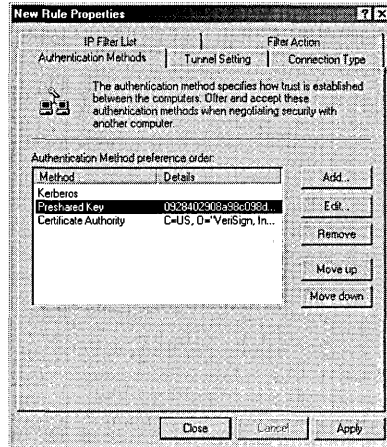 New Rule Properties
IP Filter List
Filter Action
Authentication Methods
Tunnel Setting
Connection Type
The authentication method specifies how trust is established
between the computers. Offer and accept these
authentication methods when negotiating security with
another computer.
Authentication Method preference order:
Method Details
Kerberos
Preshared Key 0928402908a98c098d...
Certificate Authority C=US, O="VeriSign, In...
Add...
Edit...
Remove
Move up
Move down
Close
Cancel
Apply